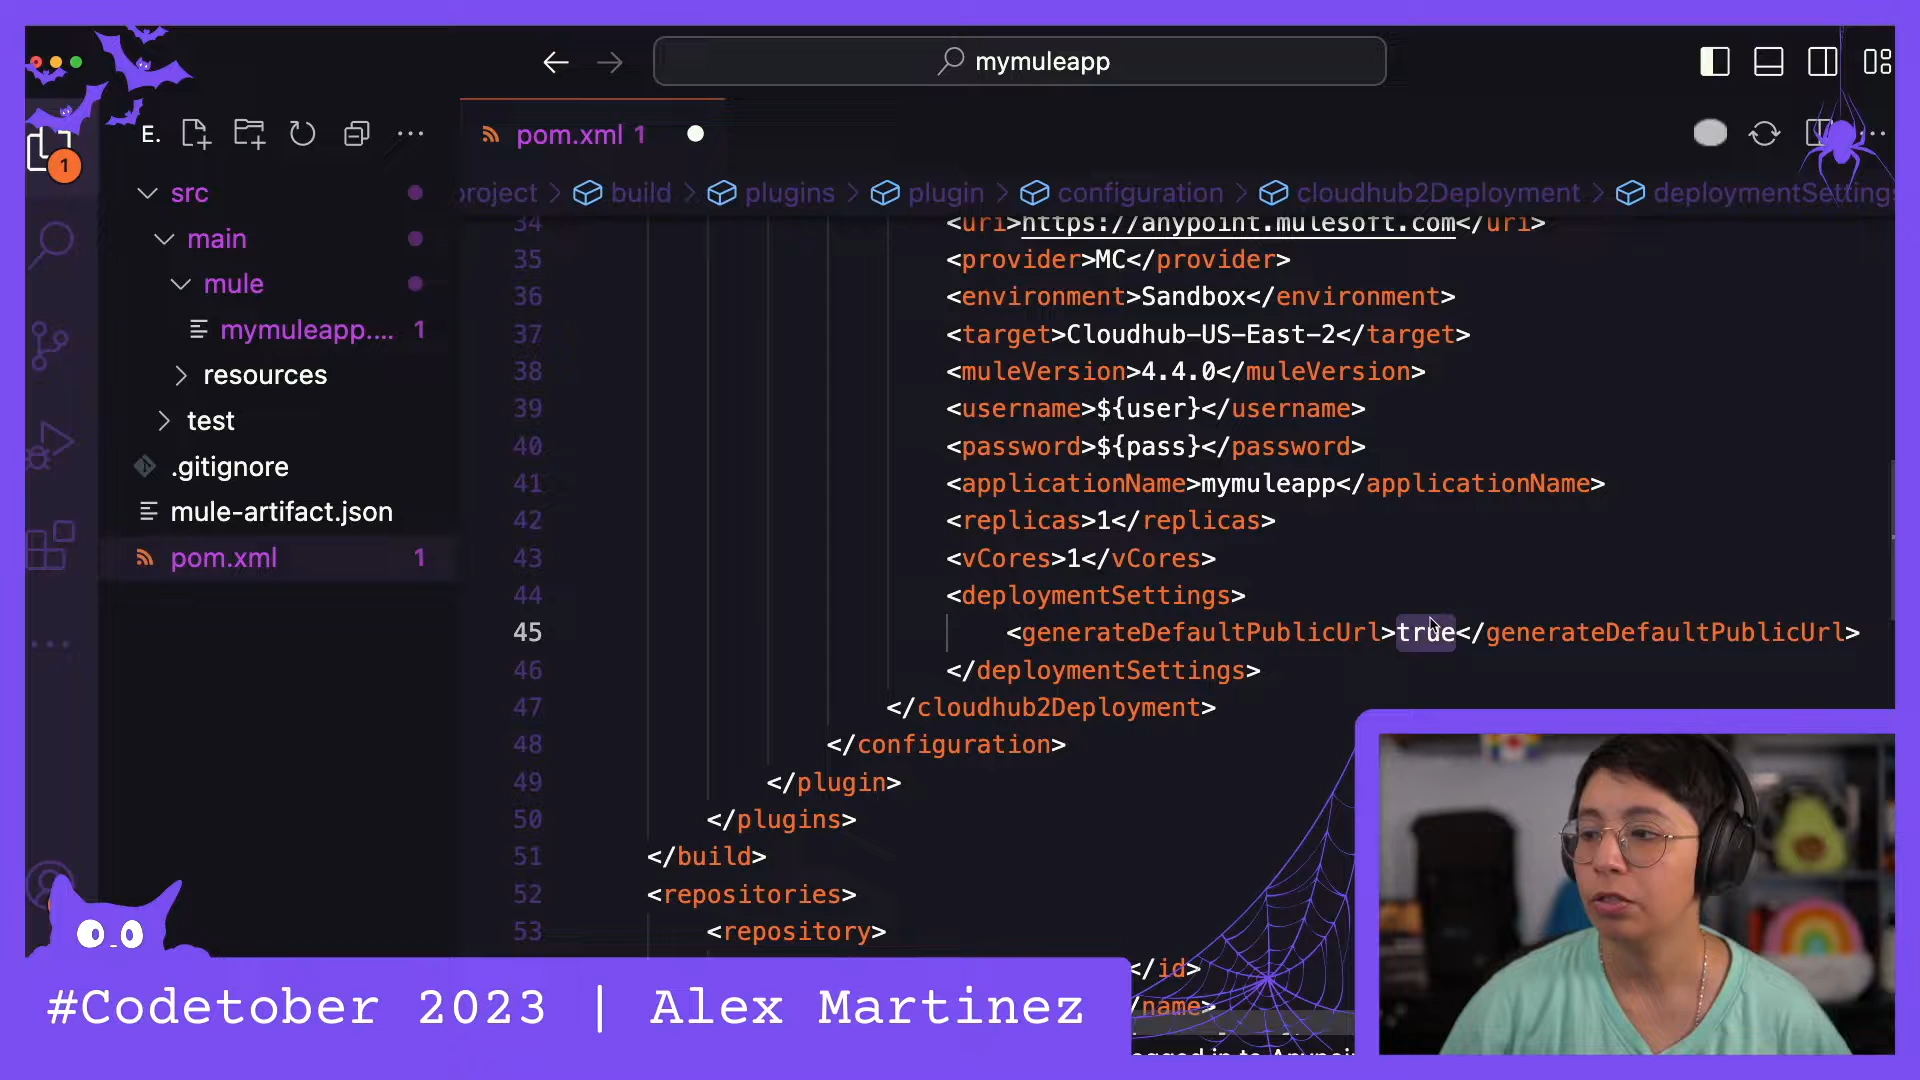 mymuleapp
1
E.
pom.xml 1
project > build > plugins > plugin > configuration > cloudhub2Deployment > deploymentSettings
src
main
mule
mymuleapp.... 1
resources
test
.gitignore
mule-artifact.json
pom.xml 1
34 <uri>https://anypoint.mulesoft.com</uri>
35 <provider>MC</provider>
36 <environment>Sandbox</environment>
37 <target>Cloudhub-US-East-2</target>
38 <muleVersion>4.4.0</muleVersion>
39 <username>${user}</username>
40 <password>${pass}</password>
41 <applicationName>mymuleapp</applicationName>
42 <replicas>1</replicas>
43 <vCores>1</vCores>
44 <deploymentSettings>
45 <generateDefaultPublicUrl>true</generateDefaultPublicUrl>
46 </deploymentSettings>
47 </cloudhub2Deployment>
48 </configuration>
49 </plugin>
50 </plugins>
51 </build>
52 <repositories>
53 <repository>
</id>
/name>
#Codetober 2023 | Alex Martinez